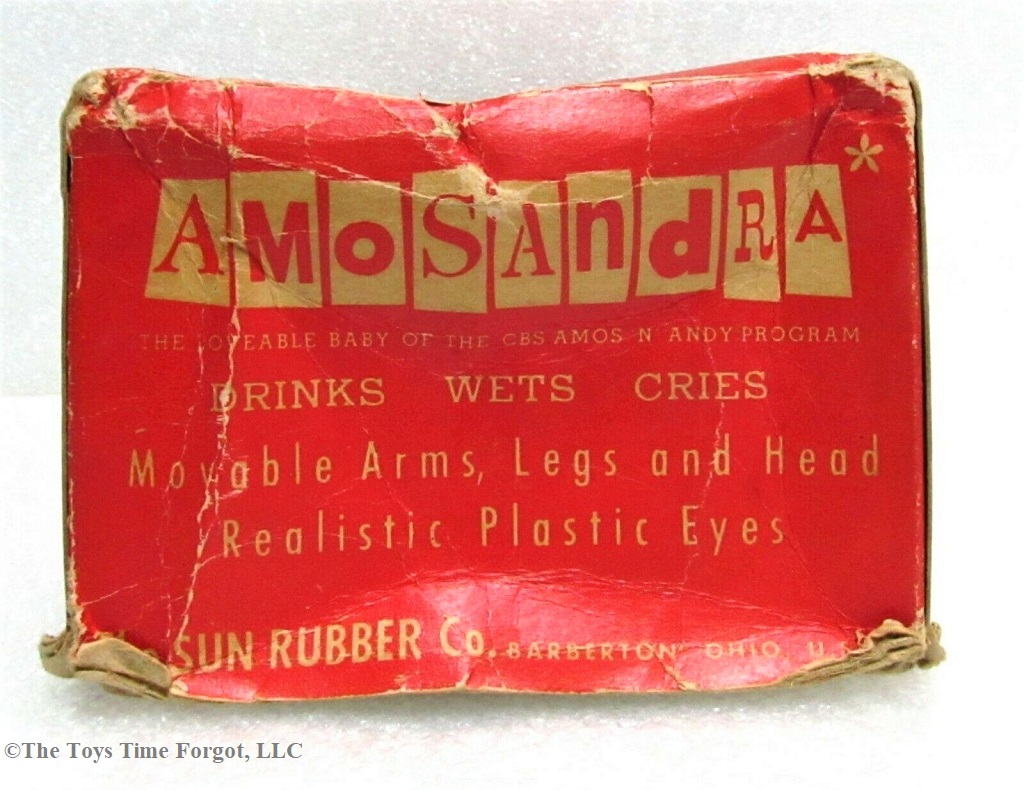 AMoSAndRA*
THE LOVEABLE BABY OF THE CBS AMOS N ANDY PROGRAM
DRINKS WETS CRIES
Movable Arms, Legs and Head
Realistic Plastic Eyes
SUN RUBBER Co. BARBERTON, OHIO, U.S.
©The Toys Time Forgot, LLC